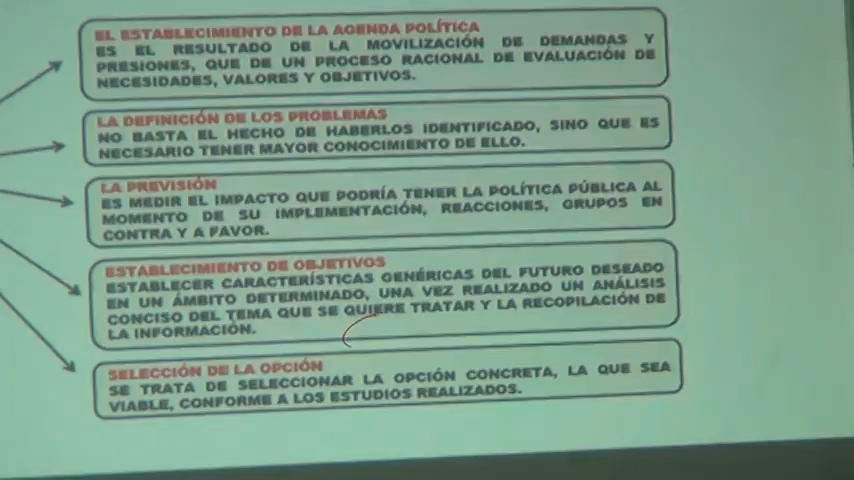 EL ESTABLECIMIENTO DE LA AGENDA POLÍTICA
ES EL RESULTADO DE LA MOVILIZACIÓN DE DEMANDAS Y
PRESIONES, QUE DE UN PROCESO RACIONAL DE EVALUACIÓN DE
NECESIDADES, VALORES Y OBJETIVOS.
LA DEFINICIÓN DE LOS PROBLEMAS
NO BASTA EL HECHO DE HABERLOS IDENTIFICADO, SINO QUE ES
NECESARIO TENER MAYOR CONOCIMIENTO DE ELLO.
LA PREVISIÓN
ES MEDIR EL IMPACTO QUE PODRÍA TENER LA POLÍTICA PÚBLICA AL
MOMENTO DE SU IMPLEMENTACIÓN, REACCIONES, GRUPOS EN
CONTRA Y A FAVOR.
ESTABLECIMIENTO DE OBJETIVOS
ESTABLECER CARACTERÍSTICAS GENÉRICAS DEL FUTURO DESEADO
EN UN ÁMBITO DETERMINADO, UNA VEZ REALIZADO UN ANÁLISIS
CONCISO DEL TEMA QUE SE QUIERE TRATAR Y LA RECOPILACIÓN DE
LA INFORMACIÓN.
SELECCIÓN DE LA OPCIÓN
SE TRATA DE SELECCIONAR LA OPCIÓN CONCRETA, LA QUE SEA
VIABLE, CONFORME A LOS ESTUDIOS REALIZADOS.